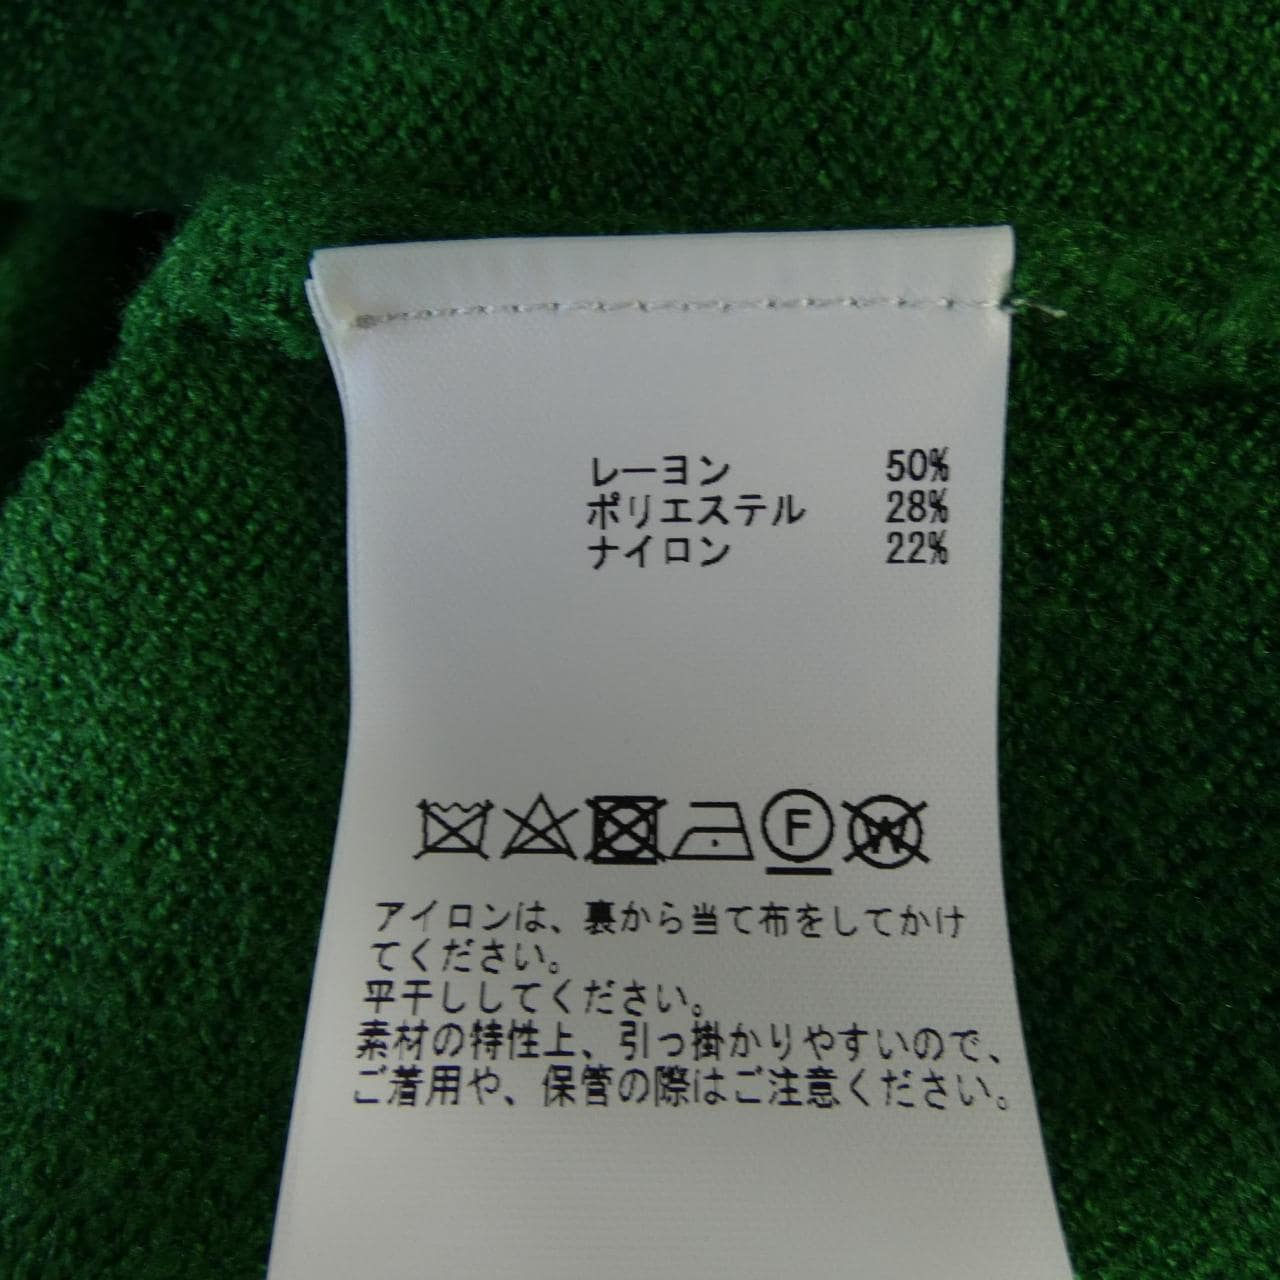 レーヨン 50%
ポリエステル 28%
ナイロン 22%
F W
アイロンは、裏から当て布をしてかけ
てください。
平干ししてください。
素材の特性上、引っ掛かりやすいので、
ご着用や、保管の際はご注意ください。